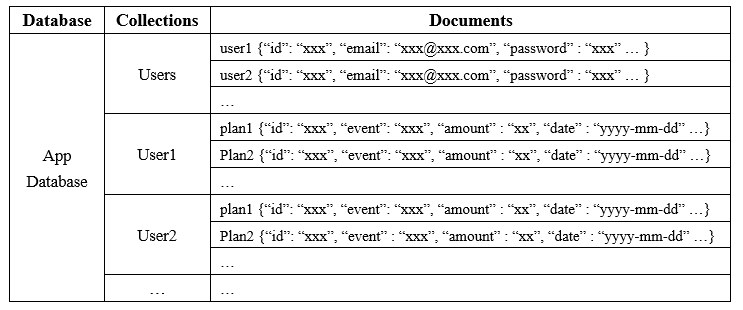 Database Collections Documents
user1 {“id”: “xxx”, “email”: “xxx@xxx.com”, “password” : “xxx” … }
Users
user2 {“id”: “xxx”, “email”: “xxx@xxx.com”, “password” : “xxx” … }
…
plan1 {“id”: “xxx”, “event”: “xxx”, “amount” : “xx”, “date” : “yyyy-mm-dd” …}
App Database
User1
Plan2 {“id”: “xxx”, “event”: “xxx”, “amount” : “xx”, “date” : “yyyy-mm-dd” …}
…
plan1 {“id”: “xxx”, “event”: “xxx”, “amount” : “xx”, “date” : “yyyy-mm-dd” …}
User2
Plan2 {“id”: “xxx”, “event” : “xxx”, “amount” : “xx”, “date” : “yyyy-mm-dd” …}
…
… …